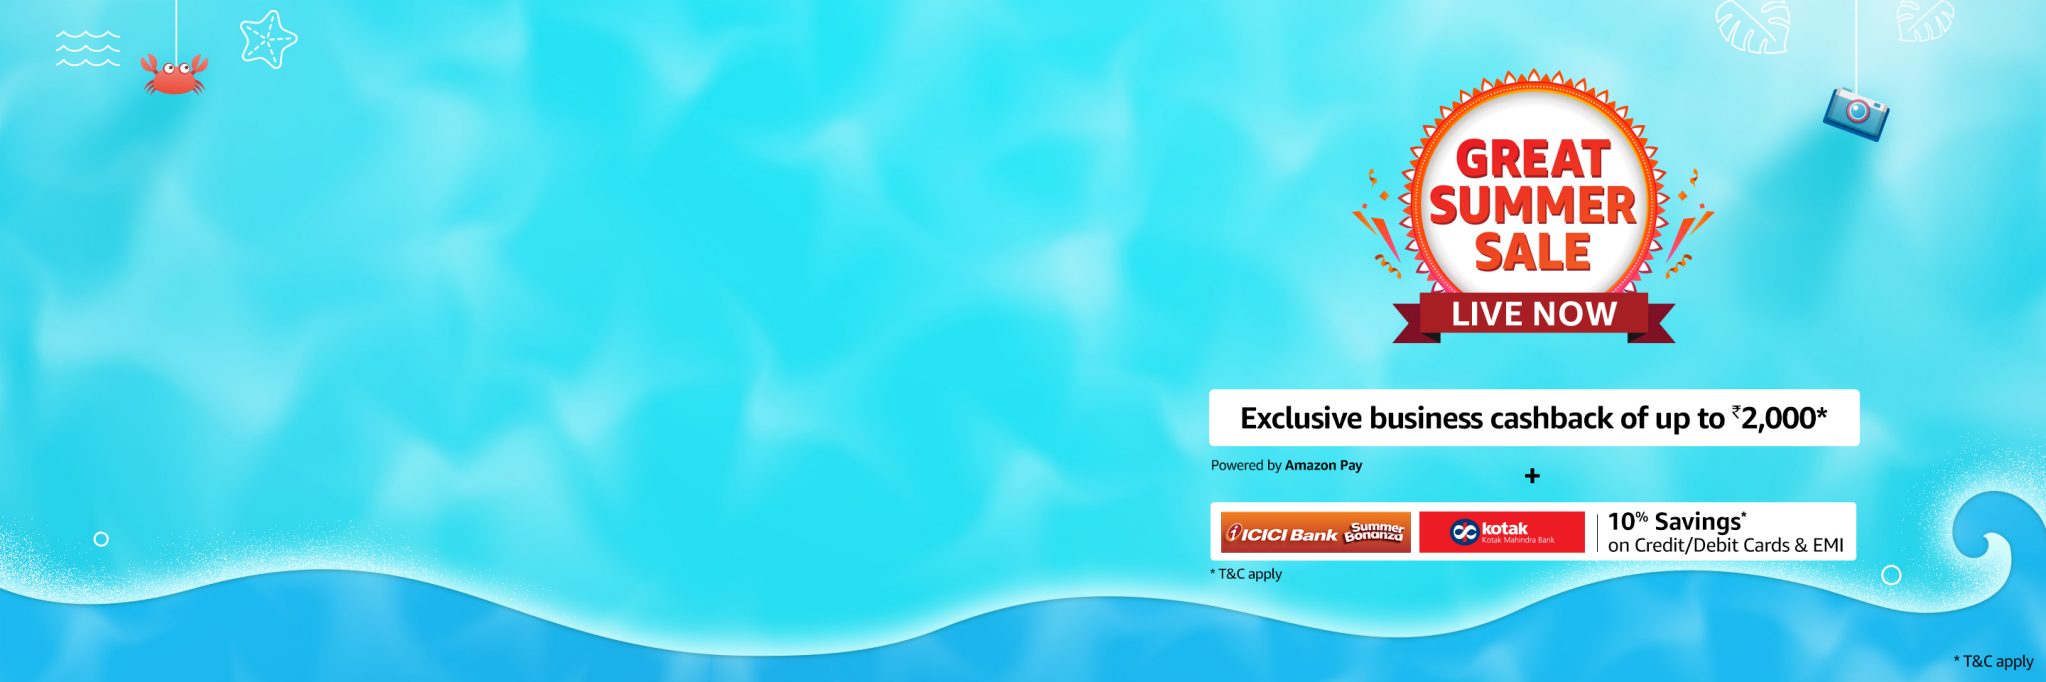 GREAT
SUMMER
SALE
LIVE NOW
Exclusive business cashback of up to ₹2,000*
Powered by Amazon Pay
+
ICICI Bank Summer Bonanza
kotak
Kotak Mahindra Bank
10% Savings*
on Credit/Debit Cards & EMI
* T&C apply
* T&C apply